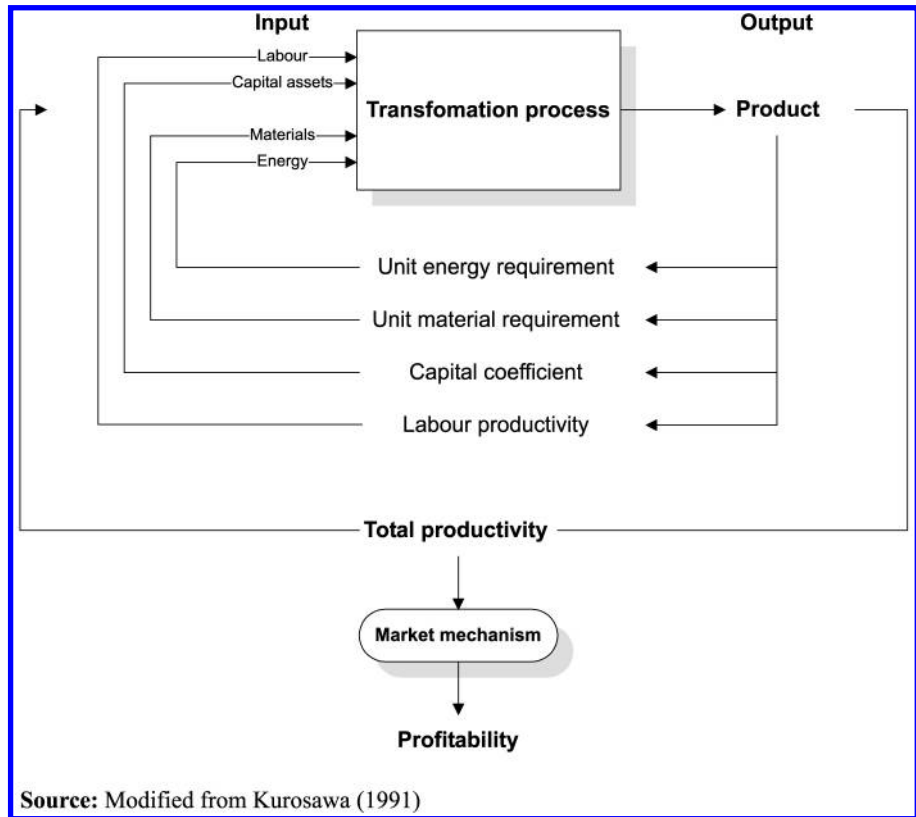 Input
Output
Labour
Capital assets
Transfomation process
Product
Materials
Energy
Unit energy requirement
Unit material requirement
Capital coefficient
Labour productivity
Total productivity
Market mechanism
Profitability
Source: Modified from Kurosawa (1991)